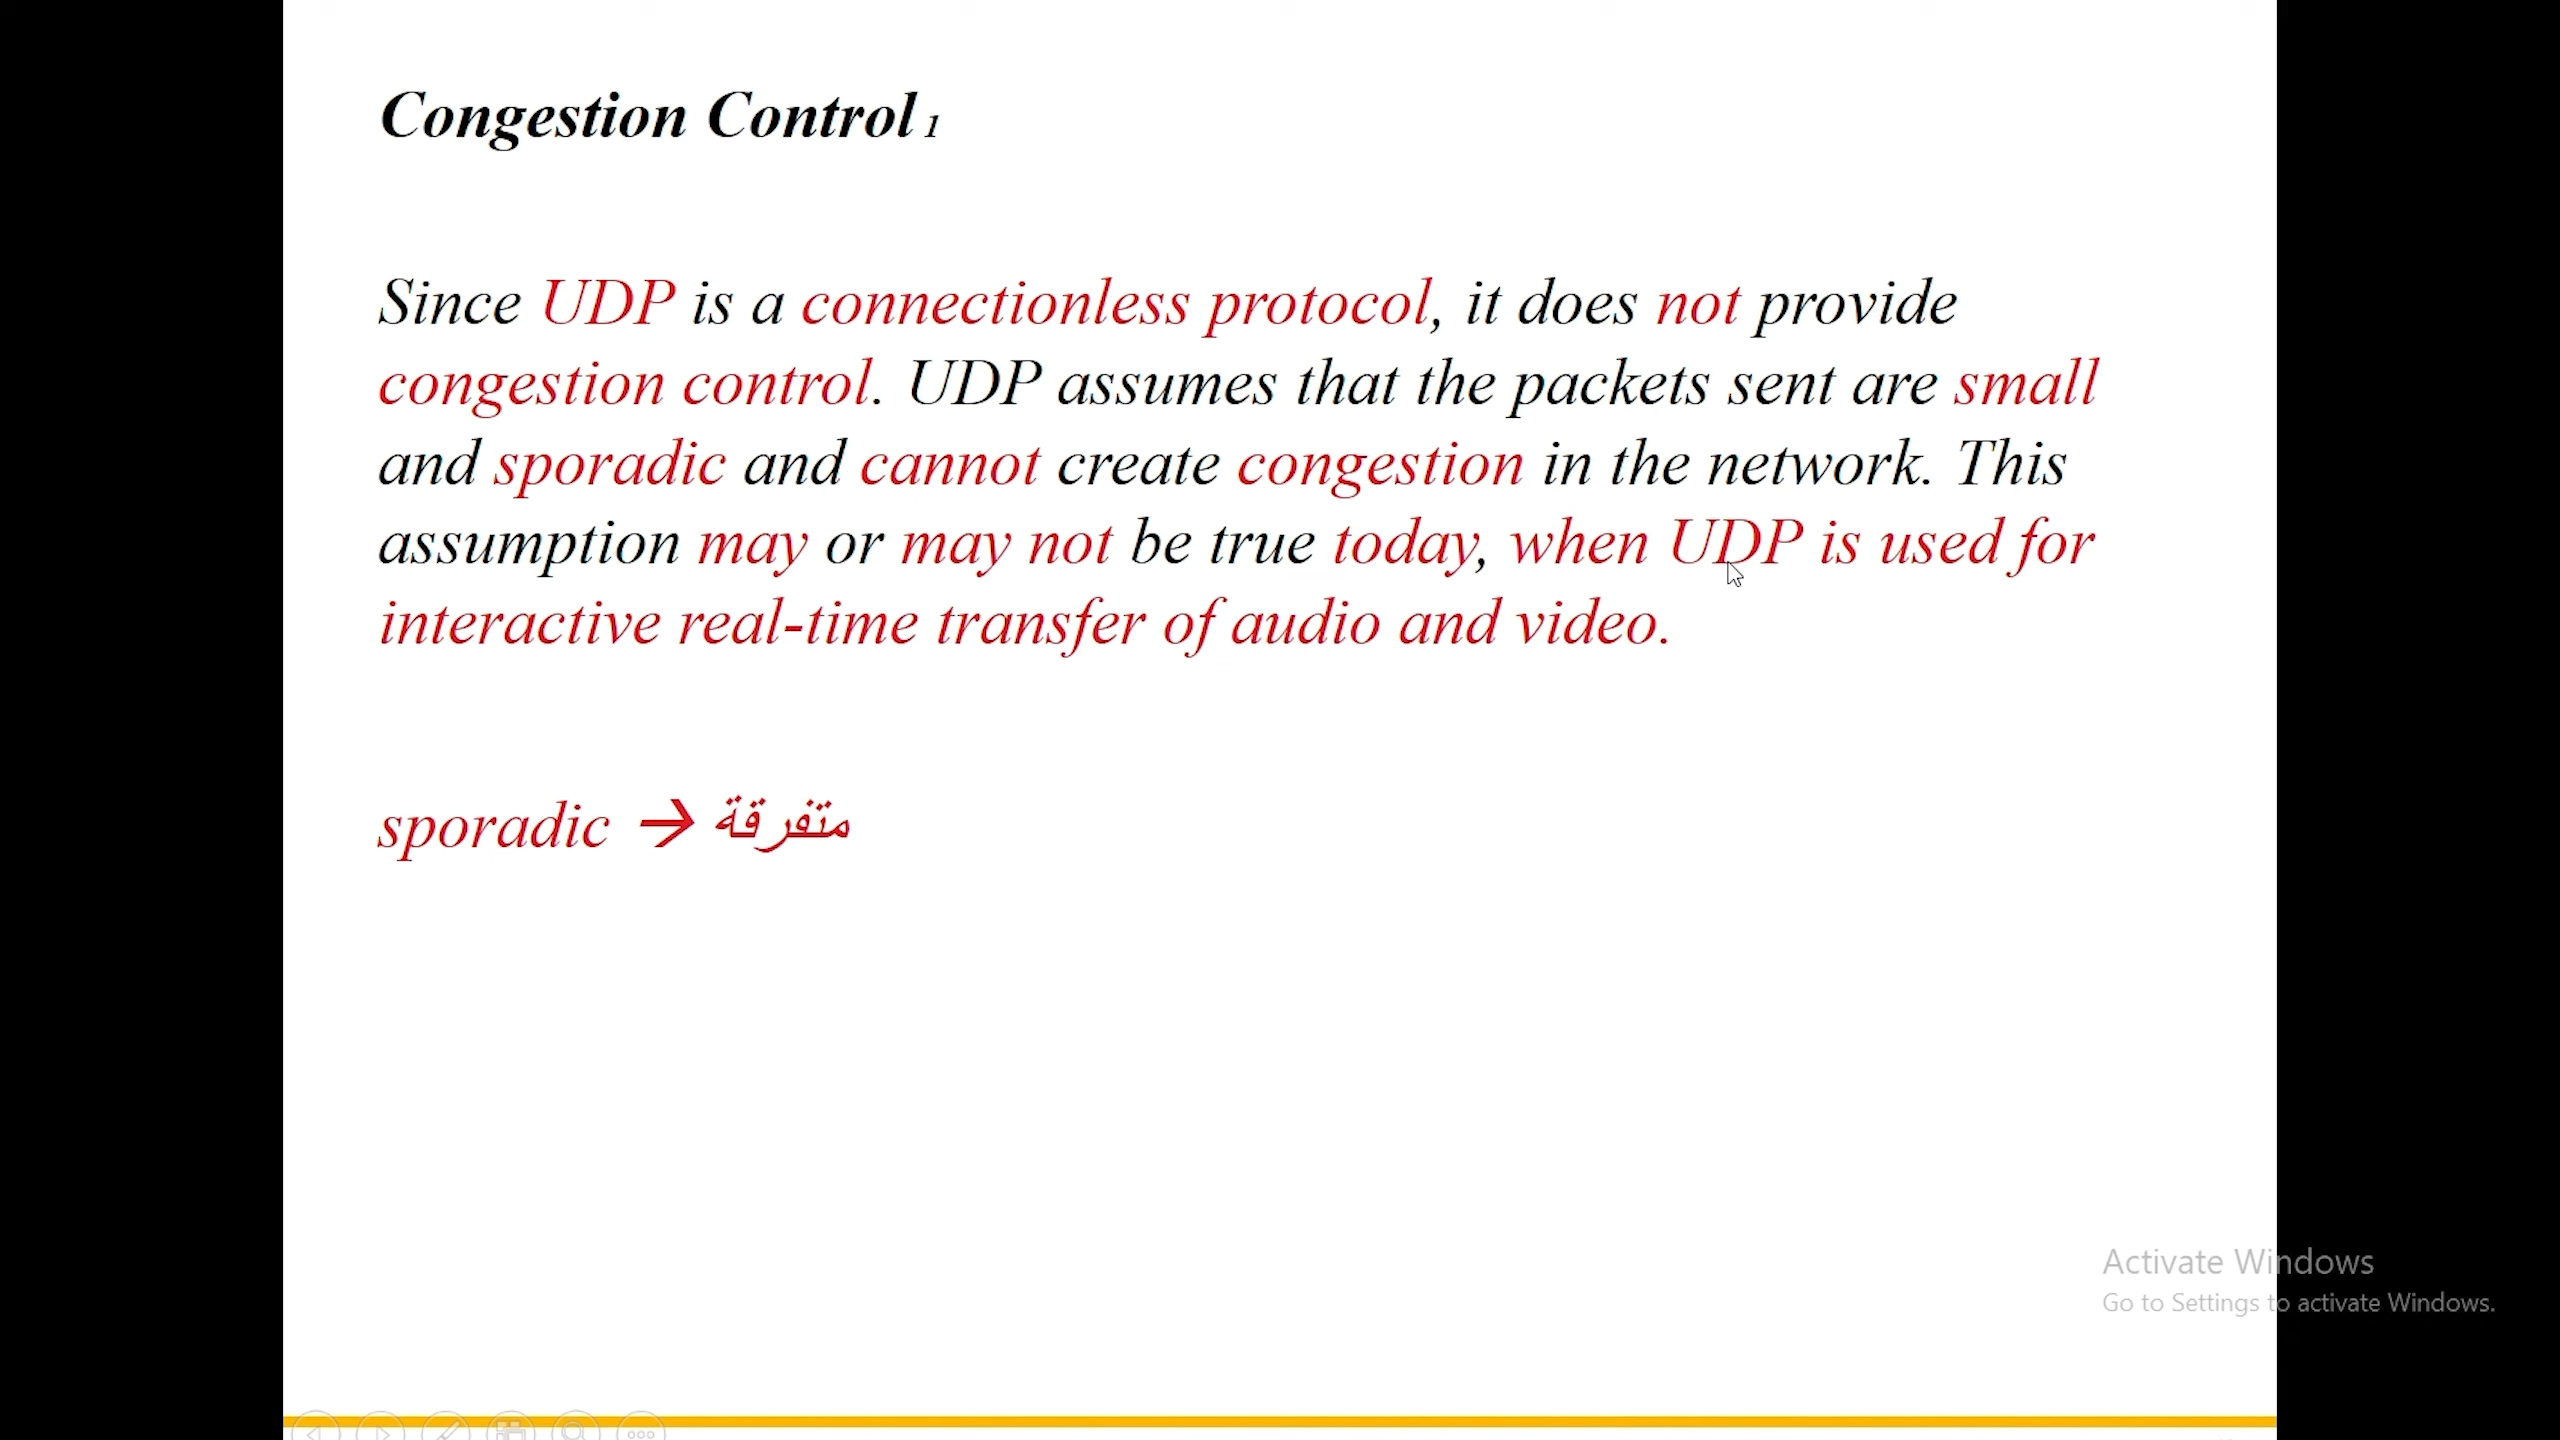 Congestion Control 1
Since UDP is a connectionless protocol, it does not provide
congestion control. UDP assumes that the packets sent are small
and sporadic and cannot create congestion in the network. This
assumption may or may not be true today, when UDP is used for
interactive real-time transfer of audio and video.
sporadic → متفرقة
Activate Windows
Go to Settings to activate Windows.